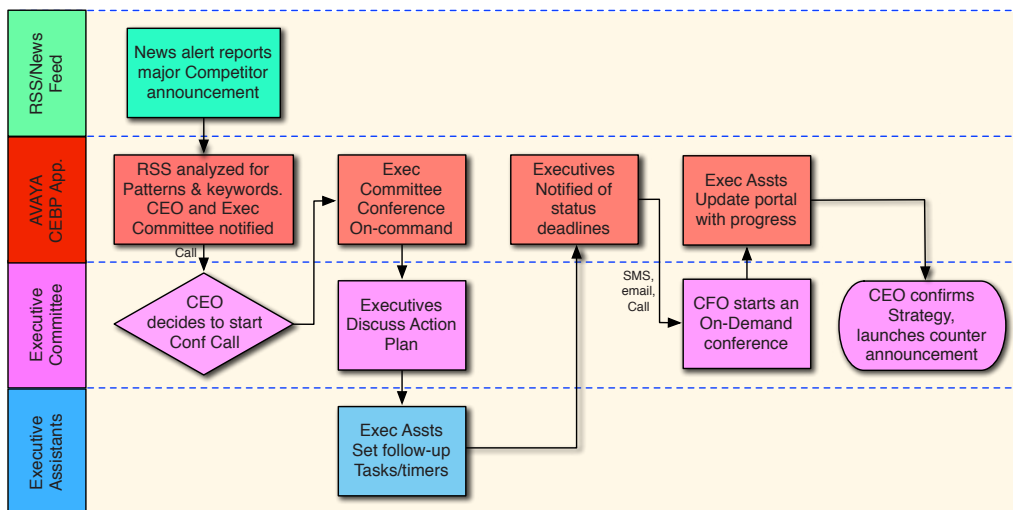 RSS/News
Feed
News alert reports
major Competitor
announcement
AVAYA
CEBP App.
RSS analyzed for
Patterns & keywords.
CEO and Exec
Committee notified
Exec
Committee
Conference
On-command
Executives
Notified of
status
deadlines
Exec Assts
Update portal
with progress
Call
SMS,
email,
Call
Executive
Committee
CEO
decides to start
Conf Call
Executives
Discuss Action
Plan
CFO starts an
On-Demand
conference
CEO confirms
Strategy,
launches counter
announcement
Executive
Assistants
Exec Assts
Set follow-up
Tasks/timers